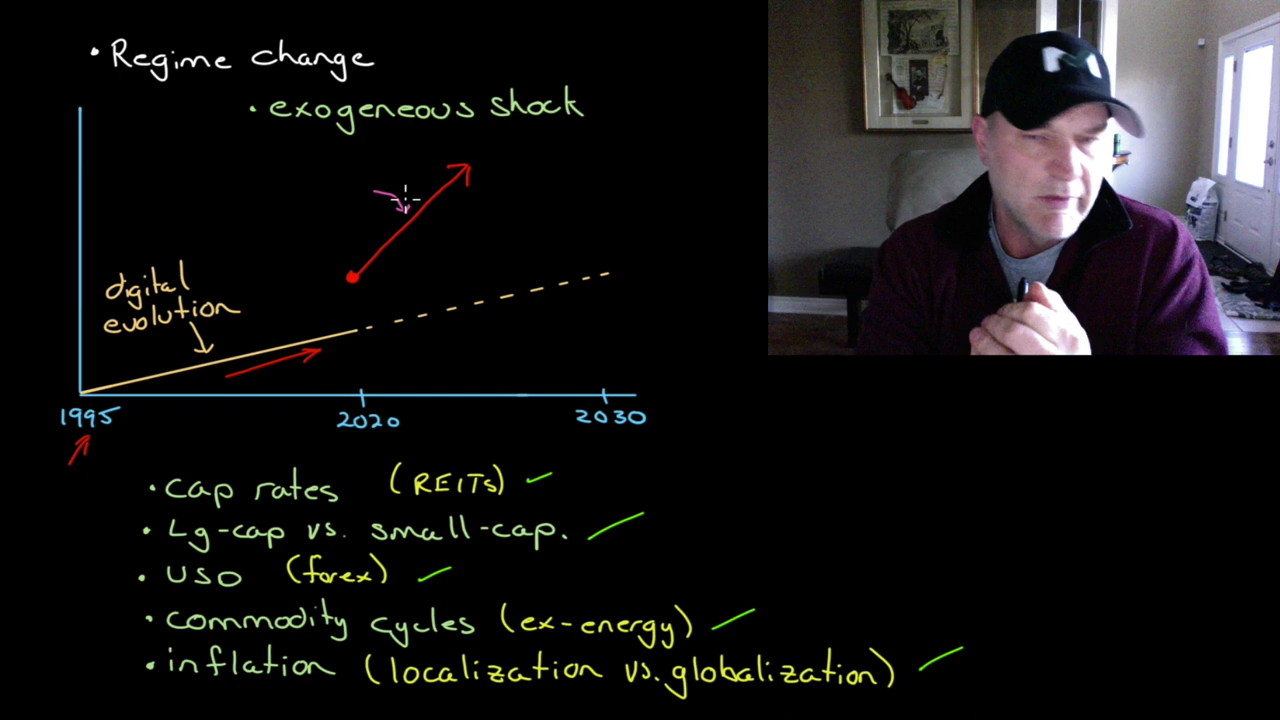 • Regime change
• exogeneous shock
digital
evolution
1995
2020
2030
• cap rates (REITs)
• Lg-cap vs. small-cap.
• USD (forex)
• commodity cycles (ex-energy)
• inflation (localization vs. globalization)